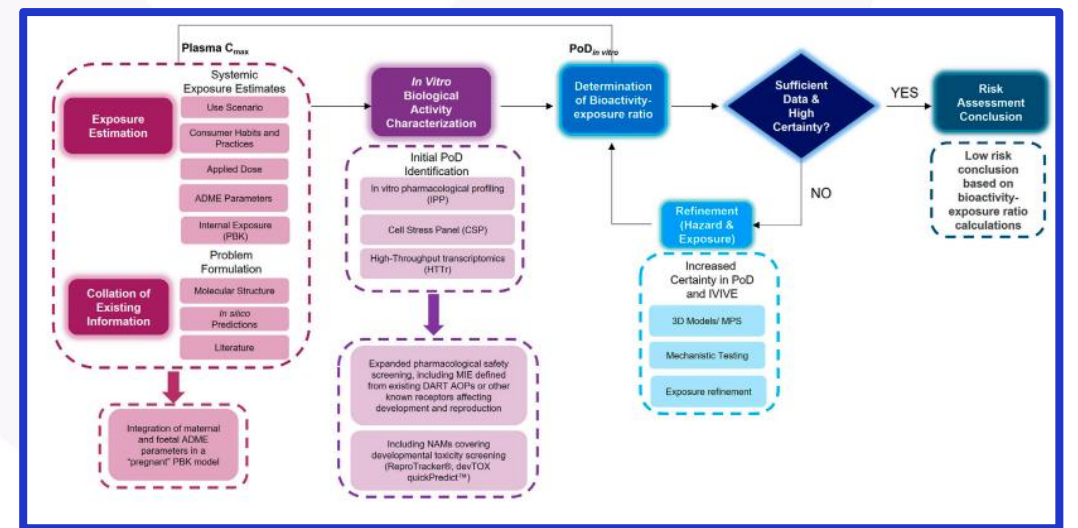 Plasma Cmax
PoDin vitro
Systemic
Exposure Estimates
Exposure
Estimation
Use Scenario
Consumer Habits and
Practices
Applied Dose
ADME Parameters
Internal Exposure
(PBK)
Problem
Formulation
Collation of
Existing
Information
Molecular Structure
In silico
Predictions
Literature
Integration of maternal
and foetal ADME
parameters in a
"pregnant" PBK model
In Vitro
Biological
Activity
Characterization
Initial PoD
Identification
In vitro pharmacological profiling
(IPP)
Cell Stress Panel (CSP)
High-Throughput transcriptomics
(HTTr)
Expanded pharmacological safety
screening, including MIE defined
from existing DART AOPs or other
known receptors affecting
development and reproduction
Including NAMs covering
developmental toxicity screening
(ReproTracker®, devTOX
quickPredict™)
Determination
of Bioactivity-
exposure ratio
Sufficient
Data &
High
Certainty?
YES
NO
Refinement
(Hazard &
Exposure)
Increased
Certainty in PoD
and IVIVE
3D Models/ MPS
Mechanistic Testing
Exposure refinement
Risk
Assessment
Conclusion
Low risk
conclusion
based on
bioactivity-
exposure ratio
calculations